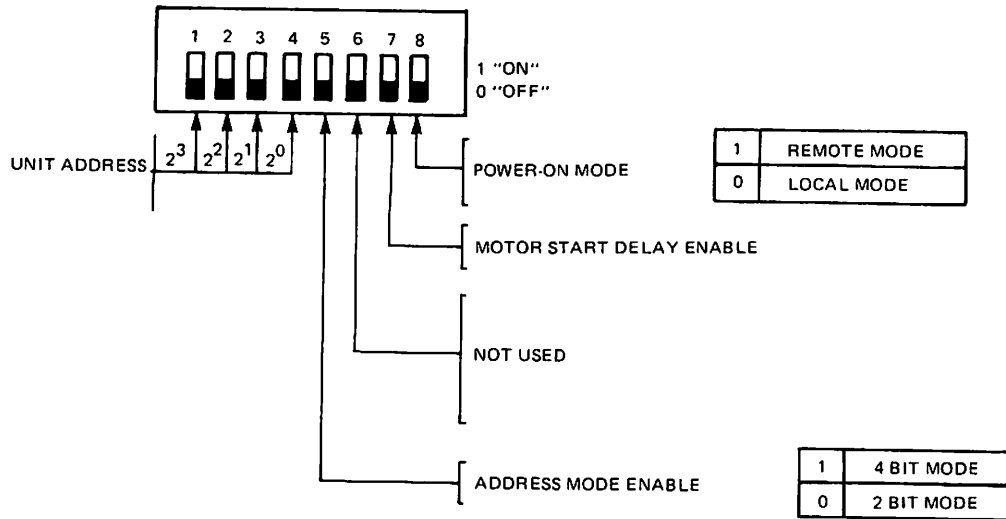 1 2 3 4 5 6 7 8
1 "ON"
0 "OFF"
UNIT ADDRESS
2³ 2² 2¹ 2⁰
POWER-ON MODE
1 REMOTE MODE
0 LOCAL MODE
MOTOR START DELAY ENABLE
NOT USED
ADDRESS MODE ENABLE
1 4 BIT MODE
0 2 BIT MODE